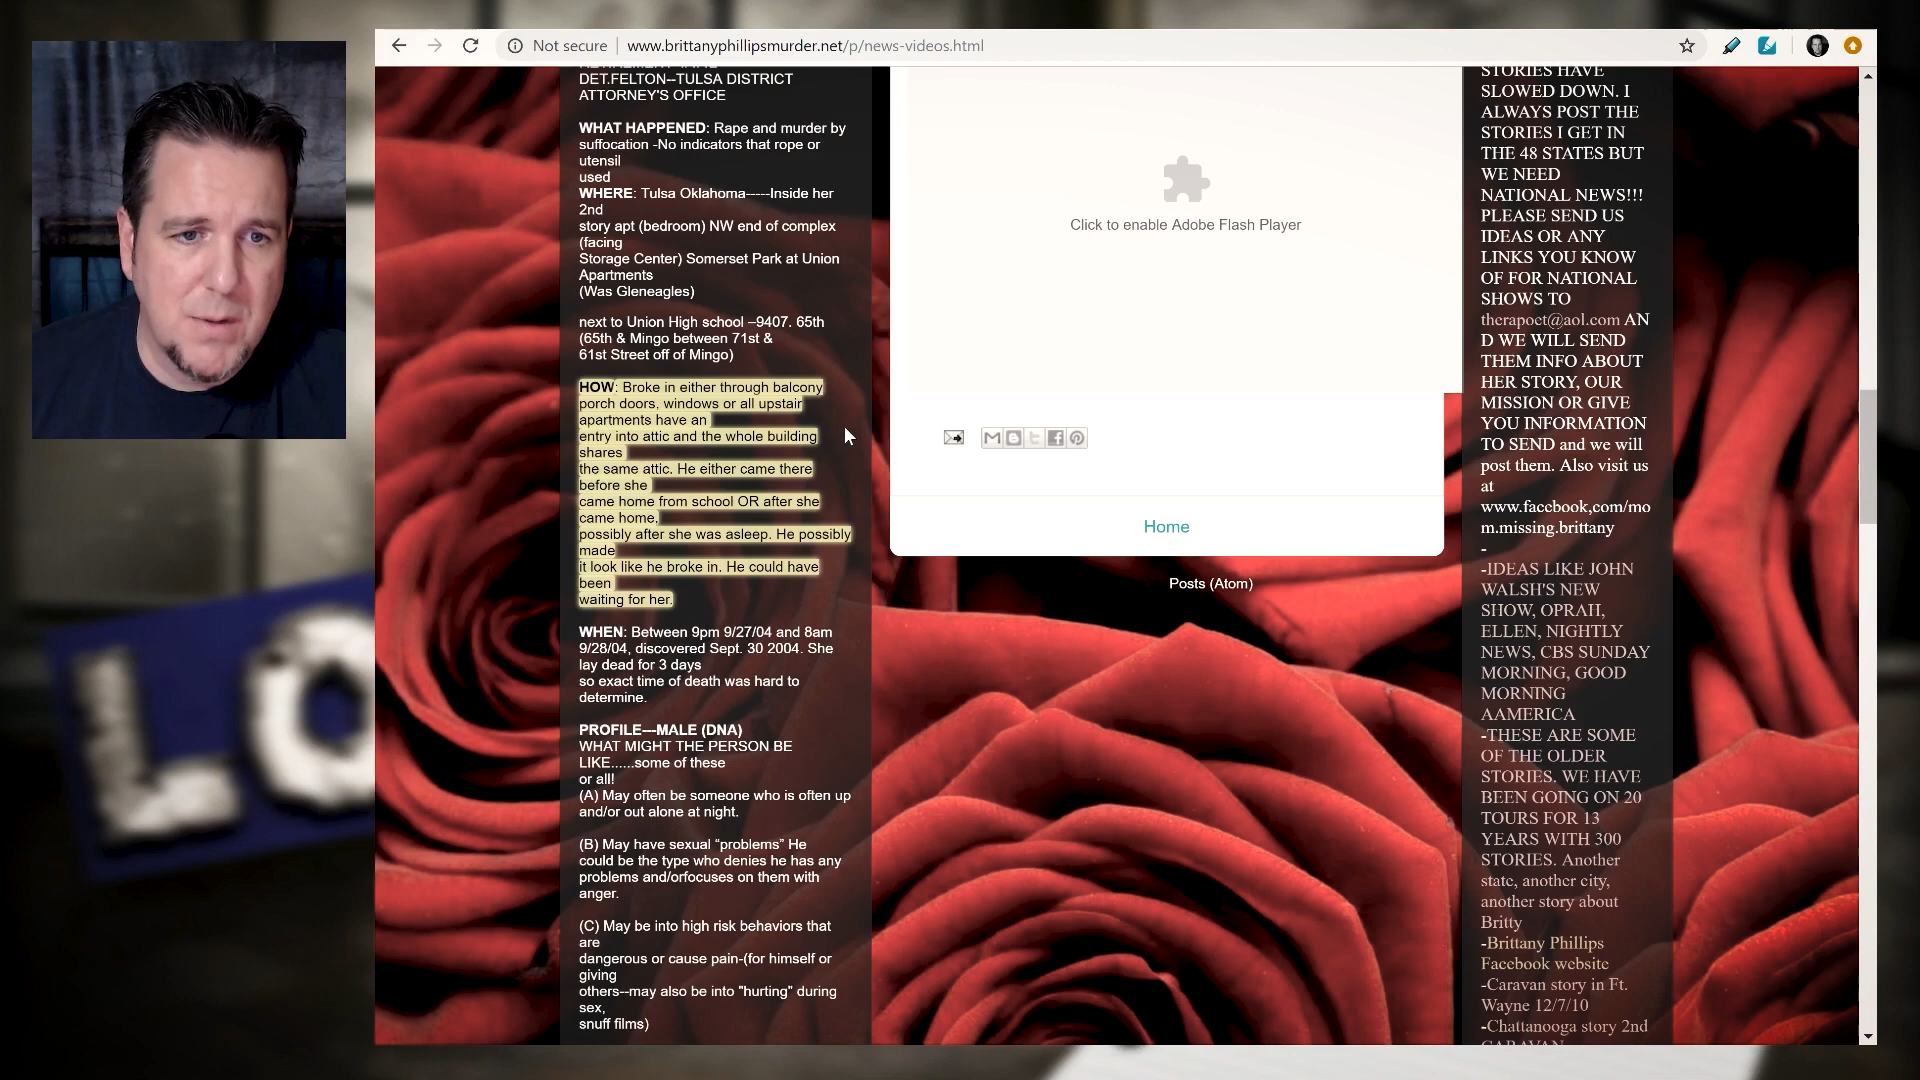 Not secure
www.brittanyphillipsmurder.net/p/news-videos.html
DET.FELTON--TULSA DISTRICT
ATTORNEY'S OFFICE
WHAT HAPPENED: Rape and murder by
suffocation -No indicators that rope or
utensil
used
WHERE: Tulsa Oklahoma-----Inside her
2nd
story apt (bedroom) NW end of complex
(facing
Storage Center) Somerset Park at Union
Apartments
(Was Gleneagles)
next to Union High school –9407. 65th
(65th & Mingo between 71st &
61st Street off of Mingo)
HOW: Broke in either through balcony
porch doors, windows or all upstair
apartments have an
entry into attic and the whole building
shares
the same attic. He either came there
before she
came home from school OR after she
came home,
possibly after she was asleep. He possibly
made
it look like he broke in. He could have
been
waiting for her.
WHEN: Between 9pm 9/27/04 and 8am
9/28/04, discovered Sept. 30 2004. She
lay dead for 3 days
so exact time of death was hard to
determine.
PROFILE---MALE (DNA)
WHAT MIGHT THE PERSON BE
LIKE......some of these
or all!
(A) May often be someone who is often up
and/or out alone at night.
(B) May have sexual “problems” He
could be the type who denies he has any
problems and/orfocuses on them with
anger.
(C) May be into high risk behaviors that
are
dangerous or cause pain-(for himself or
giving
others--may also be into "hurting" during
sex,
snuff films)
Click to enable Adobe Flash Player
Home
Posts (Atom)
STORIES HAVE
SLOWED DOWN. I
ALWAYS POST THE
STORIES I GET IN
THE 48 STATES BUT
WE NEED
NATIONAL NEWS!!!
PLEASE SEND US
IDEAS OR ANY
LINKS YOU KNOW
OF FOR NATIONAL
SHOWS TO
therapoet@aol.com AN
D WE WILL SEND
THEM INFO ABOUT
HER STORY, OUR
MISSION OR GIVE
YOU INFORMATION
TO SEND and we will
post them. Also visit us
at
www.facebook,com/mo
m.missing.brittany
-
-IDEAS LIKE JOHN
WALSH'S NEW
SHOW, OPRAH,
ELLEN, NIGHTLY
NEWS, CBS SUNDAY
MORNING, GOOD
MORNING
AAMERICA
-THESE ARE SOME
OF THE OLDER
STORIES. WE HAVE
BEEN GOING ON 20
TOURS FOR 13
YEARS WITH 300
STORIES. Another
state, another city,
another story about
Britty
-Brittany Phillips
Facebook website
-Caravan story in Ft.
Wayne 12/7/10
-Chattanooga story 2nd
CARAVAN
LO